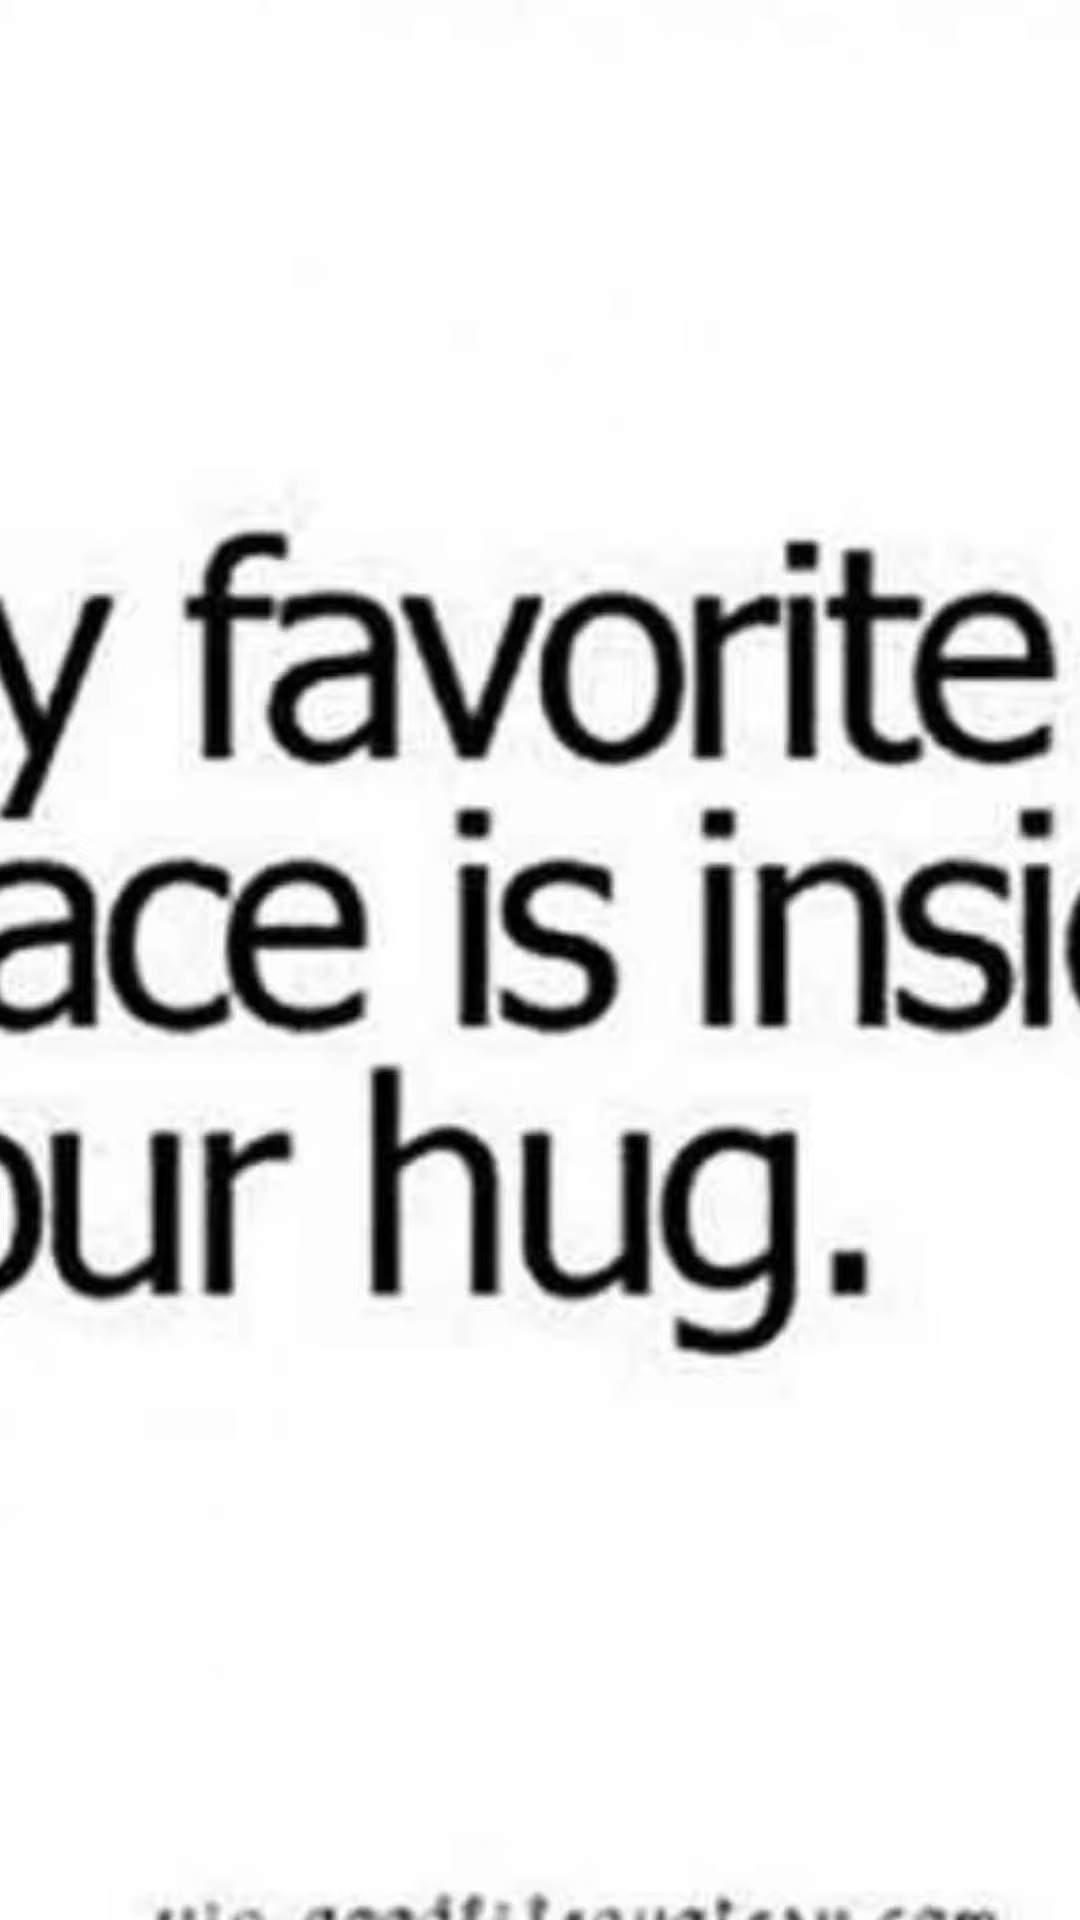 y favorite
ace is insi
our hug.